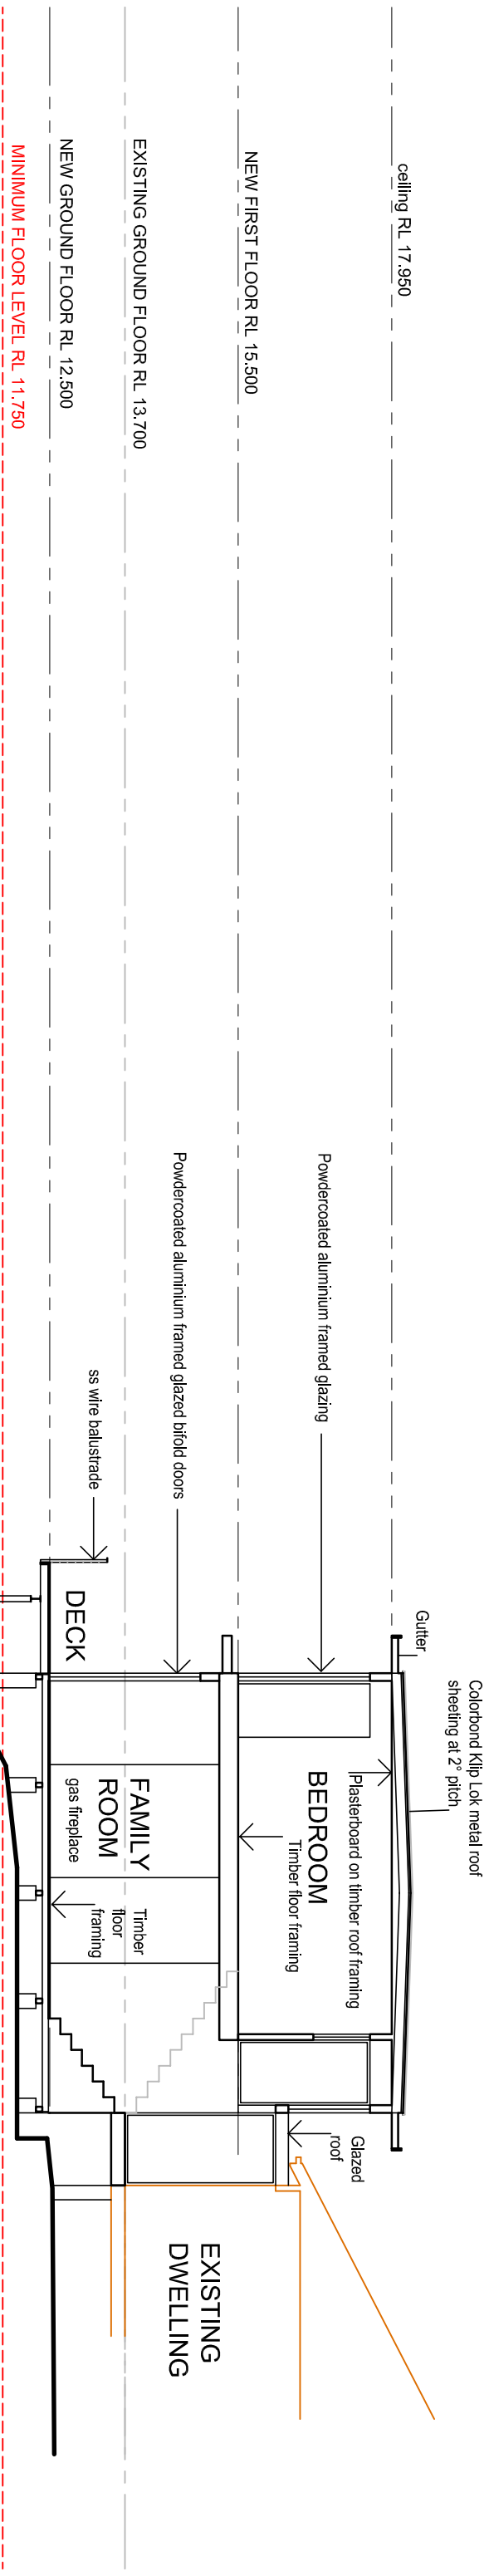 Colorbond Klip Lok metal roof
sheeting at 2° pitch
Gutter
ceiling RL 17.950
Plasterboard on timber roof framing
Powdercoated aluminium framed glazing
BEDROOM
Timber floor framing
Glazed
roof
NEW FIRST FLOOR RL 15.500
EXISTING
DWELLING
Powdercoated aluminium framed glazed bifold doors
EXISTING GROUND FLOOR RL 13.700
FAMILY
ROOM
gas fireplace
Timber
floor
framing
ss wire balustrade
DECK
NEW GROUND FLOOR RL 12.500
MINIMUM FLOOR LEVEL RL 11.750